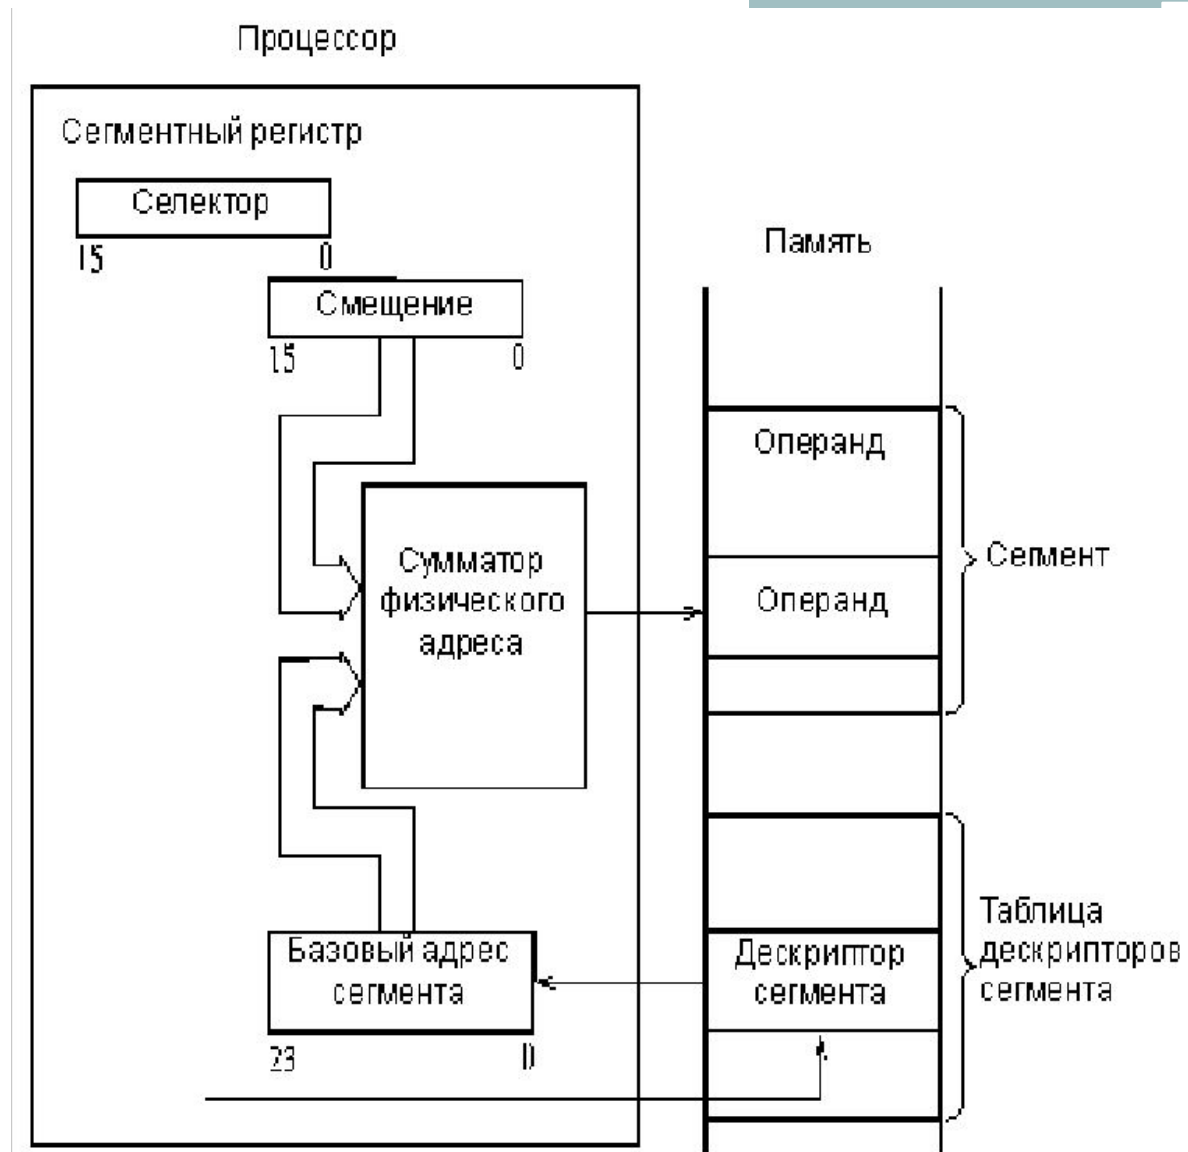 Процессор
Сегментный регистр
Селектор
15 0
Смещение
15 0
Память
Операнд
Операнд
Сегмент
Сумматор
физического
адреса
Базовый адрес
сегмента
23 0
Дескриптор
сегмента
Таблица
дескрипторов
сегмента